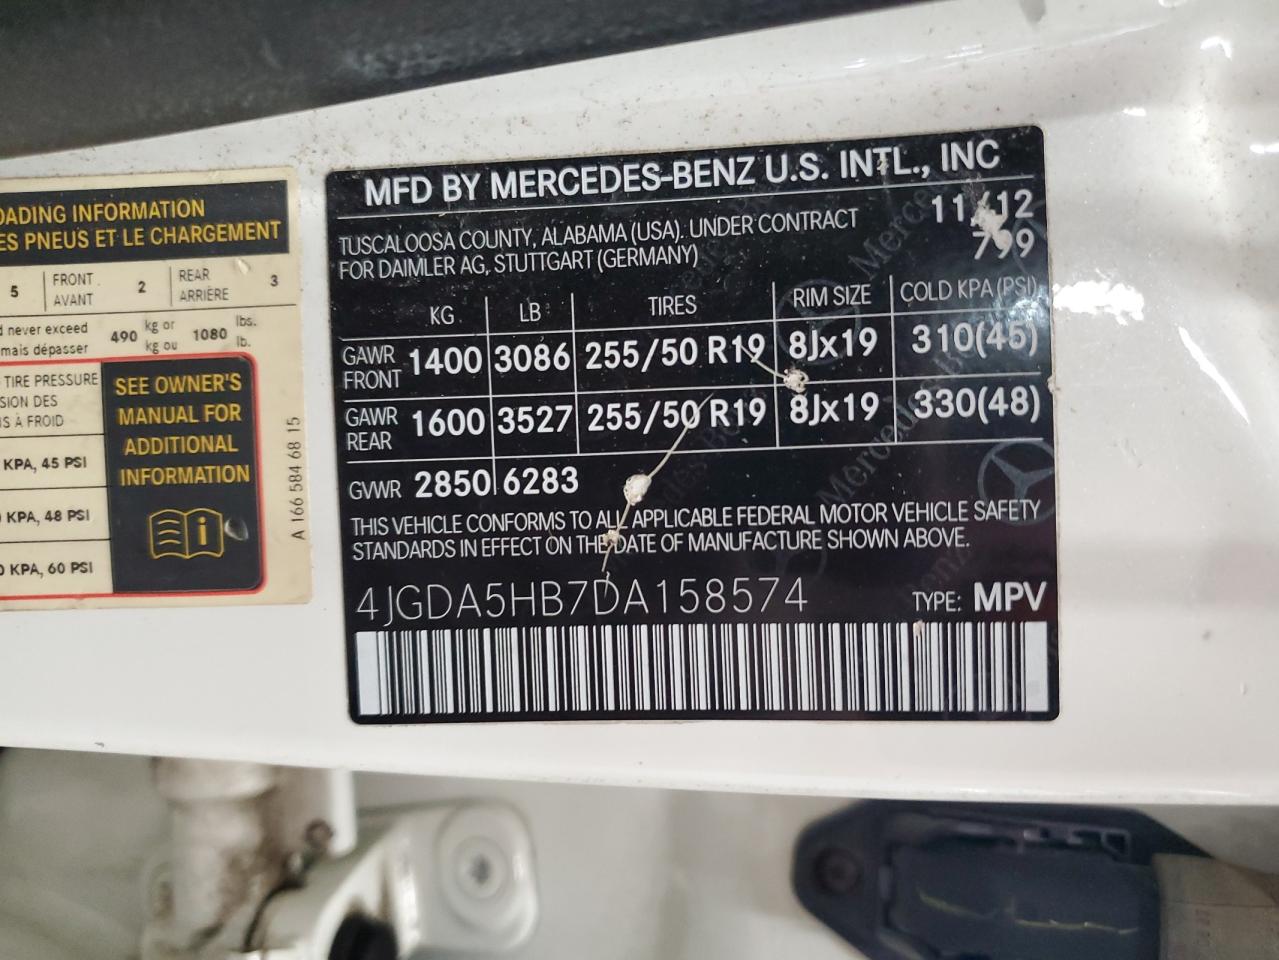 OADING INFORMATION
ES PNEUS ET LE CHARGEMENT
5 FRONT AVANT 2 REAR ARRIÈRE 3
d never exceed 490 kg or 1080 lbs.
mais dépasser kg ou lb.
TIRE PRESSURE
SION DES
S À FROID
KPA, 45 PSI
KPA, 48 PSI
0 KPA, 60 PSI
SEE OWNER'S
MANUAL FOR
ADDITIONAL
INFORMATION
A 166 584 68 15
MFD BY MERCEDES-BENZ U.S. INTL., INC
TUSCALOOSA COUNTY, ALABAMA (USA). UNDER CONTRACT
FOR DAIMLER AG, STUTTGART (GERMANY)
11/12
799
KG LB TIRES RIM SIZE COLD KPA (PSI)
GAWR FRONT 1400 3086 255/50 R19 8Jx19 310(45)
GAWR REAR 1600 3527 255/50 R19 8Jx19 330(48)
GVWR 2850 6283
THIS VEHICLE CONFORMS TO ALL APPLICABLE FEDERAL MOTOR VEHICLE SAFETY
STANDARDS IN EFFECT ON THE DATE OF MANUFACTURE SHOWN ABOVE.
4JGDA5HB7DA158574 TYPE: MPV